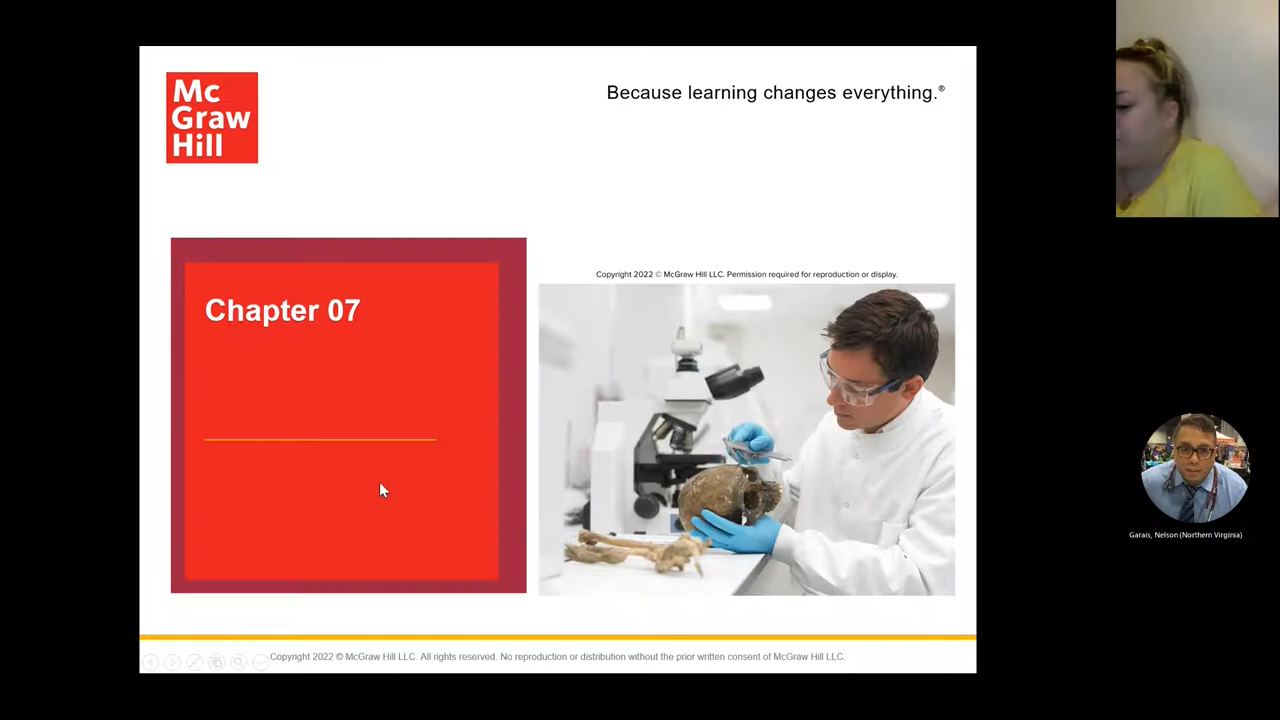 Mc
Graw
Hill
Because learning changes everything.®
Copyright 2022 © McGraw Hill LLC. Permission required for reproduction or display.
Chapter 07
Garais, Nelson (Northern Virginia)
Copyright 2022 © McGraw Hill LLC. All rights reserved. No reproduction or distribution without the prior written consent of McGraw Hill LLC.